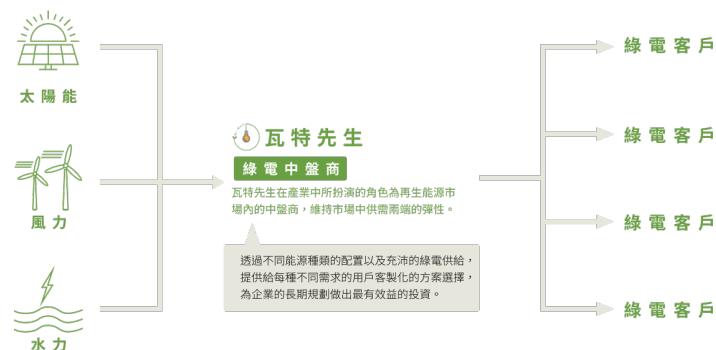 太陽能
風力
水力
瓦特先生
綠電中盤商
瓦特先生在產業中所扮演的角色為再生能源市
場內的中盤商，維持市場中供需兩端的彈性。
透過不同能源種類的配置以及充沛的綠電供給，
提供給每種不同需求的用戶客製化的方案選擇，
為企業的長期規劃做出最有效益的投資。
綠電客戶
綠電客戶
綠電客戶
綠電客戶